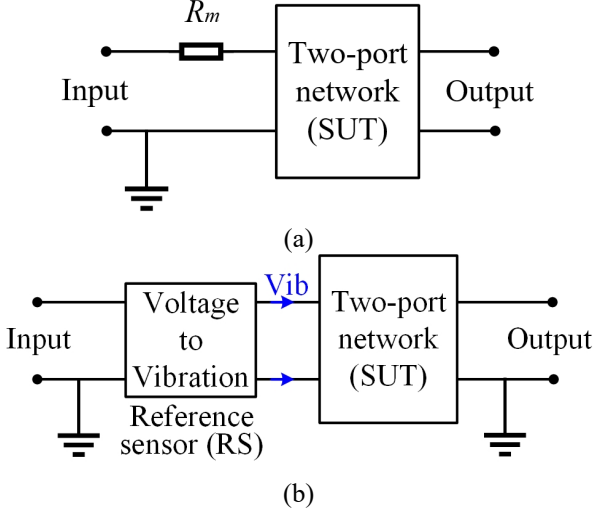 Rm
Input
Two-port
network
(SUT)
Output
(a)
Input
Voltage
to
Vibration
Vib
Two-port
network
(SUT)
Output
Reference
sensor (RS)
(b)